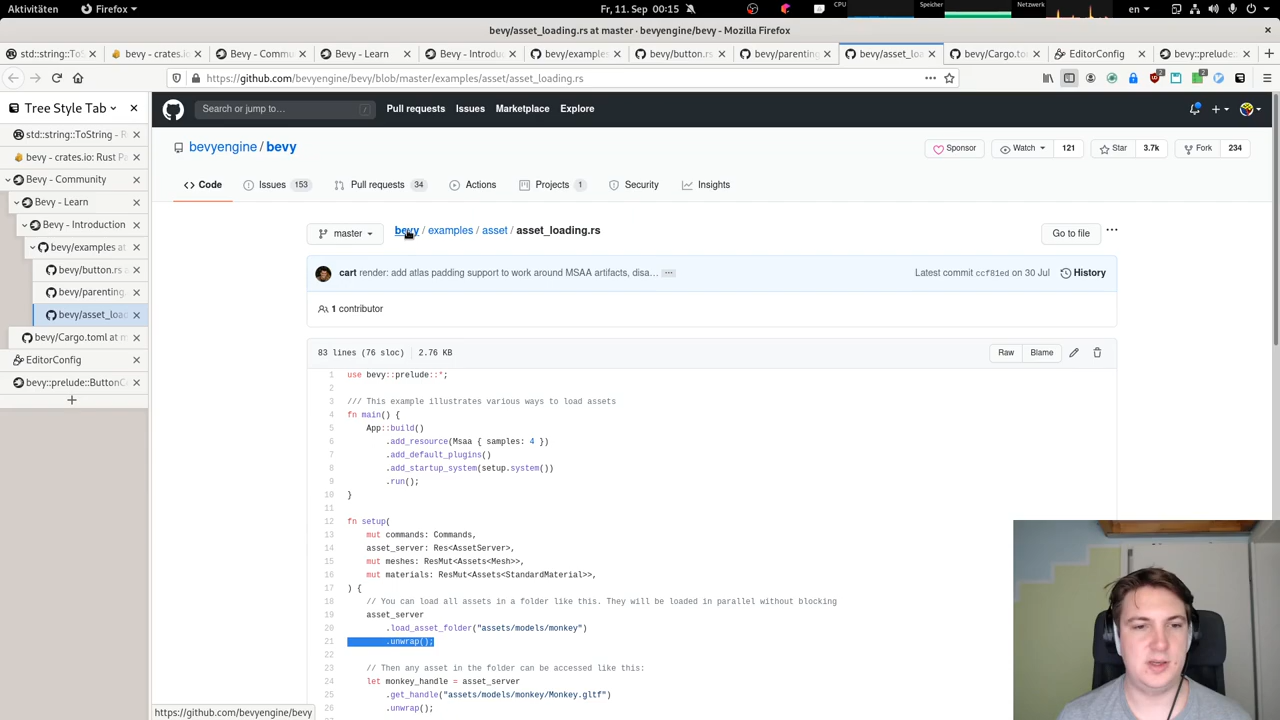 Aktivitäten Firefox Fr, 11. Sep 00:15 CPU Speicher Netzwerk en
bevy/asset_loading.rs at master · bevyengine/bevy - Mozilla Firefox
std::string::ToS bevy - crates.io: Bevy - Commu Bevy - Learn Bevy - Introdu bevy/examples bevy/button.rs bevy/parenting bevy/asset_lo bevy/Cargo.to EditorConfig bevy::prelude:
https://github.com/bevyengine/bevy/blob/master/examples/asset/asset_loading.rs
Tree Style Tab
std::string::ToString - R
bevy - crates.io: Rust Pa
Bevy - Community
Bevy - Learn
Bevy - Introduction
bevy/examples at
bevy/button.rs a
bevy/parenting.
bevy/asset_load
bevy/Cargo.toml at m
EditorConfig
bevy::prelude::ButtonC
Search or jump to… /
Pull requests Issues Marketplace Explore
bevyengine / bevy
Sponsor Watch 121 Star 3.7k Fork 234
Code Issues 153 Pull requests 34 Actions Projects 1 Security Insights
master bevy / examples / asset / asset_loading.rs Go to file
cart render: add atlas padding support to work around MSAA artifacts, disa… Latest commit ccf81ed on 30 Jul History
1 contributor
83 lines (76 sloc) 2.76 KB Raw Blame
1 use bevy::prelude::*;
2
3 /// This example illustrates various ways to load assets
4 fn main() {
5 App::build()
6 .add_resource(Msaa { samples: 4 })
7 .add_default_plugins()
8 .add_startup_system(setup.system())
9 .run();
10 }
11
12 fn setup(
13 mut commands: Commands,
14 asset_server: Res<AssetServer>,
15 mut meshes: ResMut<Assets<Mesh>>,
16 mut materials: ResMut<Assets<StandardMaterial>>,
17 ) {
18 // You can load all assets in a folder like this. They will be loaded in parallel without blocking
19 asset_server
20 .load_asset_folder("assets/models/monkey")
21 .unwrap();
22
23 // Then any asset in the folder can be accessed like this:
24 let monkey_handle = asset_server
25 .get_handle("assets/models/monkey/Monkey.gltf")
26 .unwrap();
https://github.com/bevyengine/bevy